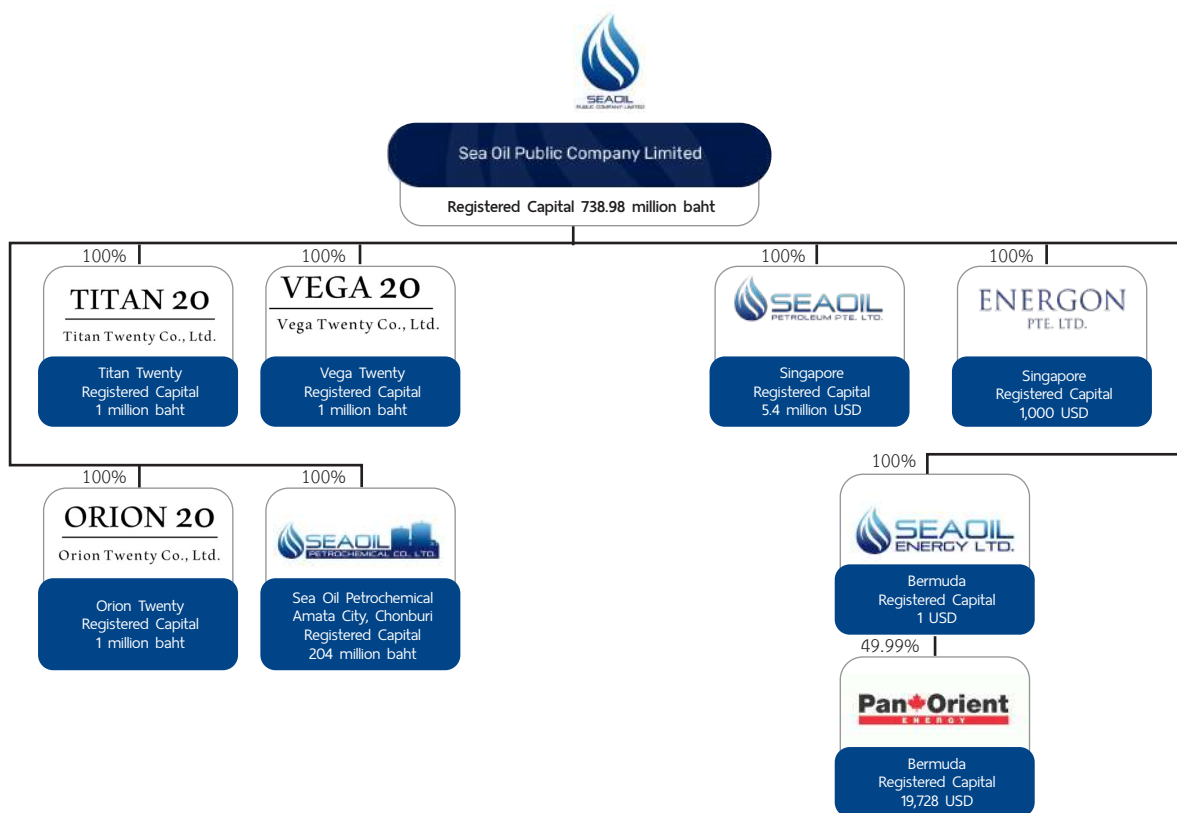 SEAOIL
PUBLIC COMPANY LIMITED
Sea Oil Public Company Limited
Registered Capital 738.98 million baht
100%
TITAN 20
Titan Twenty Co., Ltd.
Titan Twenty
Registered Capital
1 million baht
100%
VEGA 20
Vega Twenty Co., Ltd.
Vega Twenty
Registered Capital
1 million baht
100%
SEAOIL
PETROLEUM PTE. LTD.
Singapore
Registered Capital
5.4 million USD
100%
ENERGON
PTE. LTD.
Singapore
Registered Capital
1,000 USD
100%
ORION 20
Orion Twenty Co., Ltd.
Orion Twenty
Registered Capital
1 million baht
100%
SEAOIL
PETROCHEMICAL CO., LTD.
Sea Oil Petrochemical
Amata City, Chonburi
Registered Capital
204 million baht
100%
SEAOIL
ENERGY LTD.
Bermuda
Registered Capital
1 USD
49.99%
Pan Orient
ENERGY
Bermuda
Registered Capital
19,728 USD